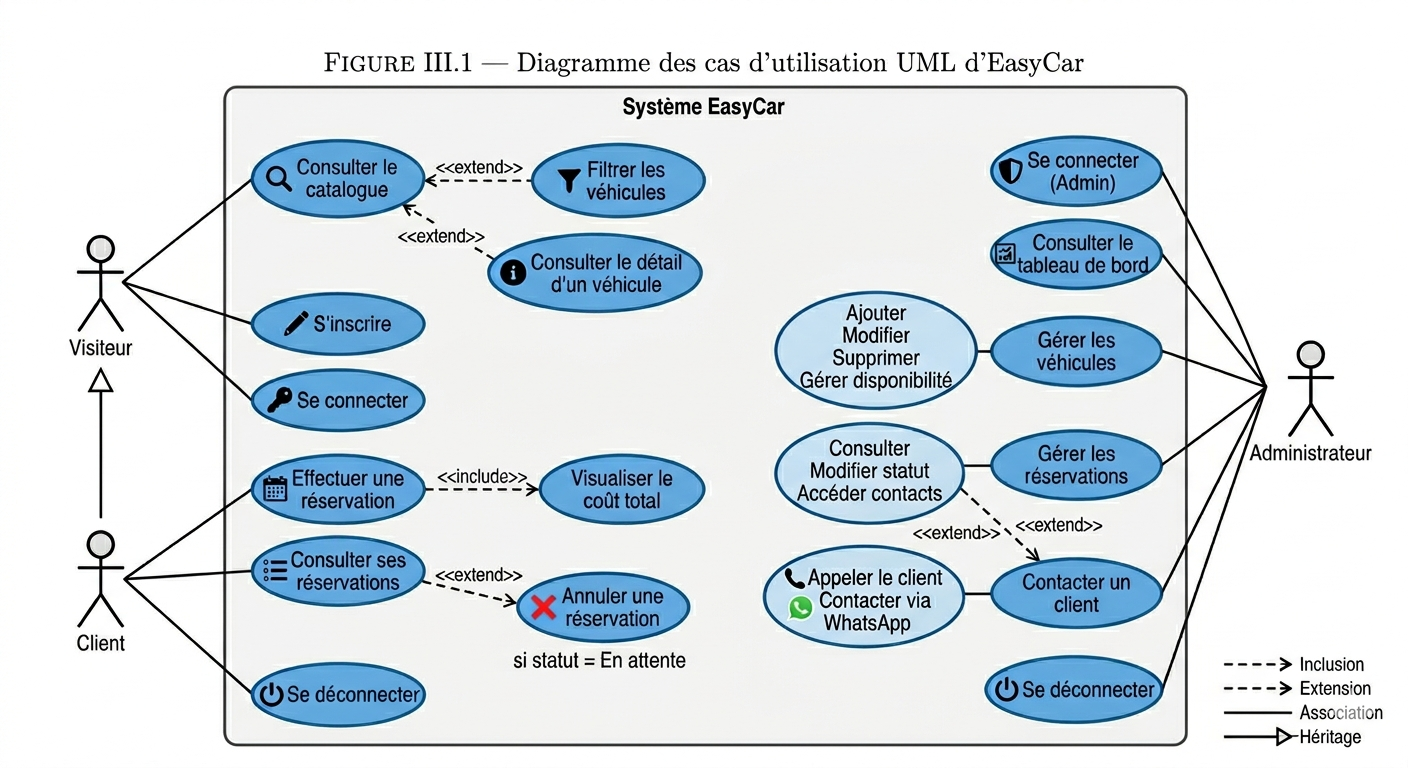 FIGURE III.1 — Diagramme des cas d'utilisation UML d'EasyCar
Système EasyCar
Consulter le
catalogue
<<extend>>
Filtrer les
véhicules
<<extend>>
Consulter le détail
d'un véhicule
S'inscrire
Se connecter
Visiteur
Effectuer une
réservation
<<include>>
Visualiser le
coût total
Consulter ses
réservations
<<extend>>
Annuler une
réservation
si statut = En attente
Client
Se déconnecter
Se connecter
(Admin)
Consulter le
tableau de bord
Ajouter
Modifier
Supprimer
Gérer disponibilité
Gérer les
véhicules
Consulter
Modifier statut
Accéder contacts
Gérer les
réservations
<<extend>>
<<extend>>
Appeler le client
Contacter via
WhatsApp
Contacter un
client
Se déconnecter
Administrateur
Inclusion
Extension
Association
Héritage